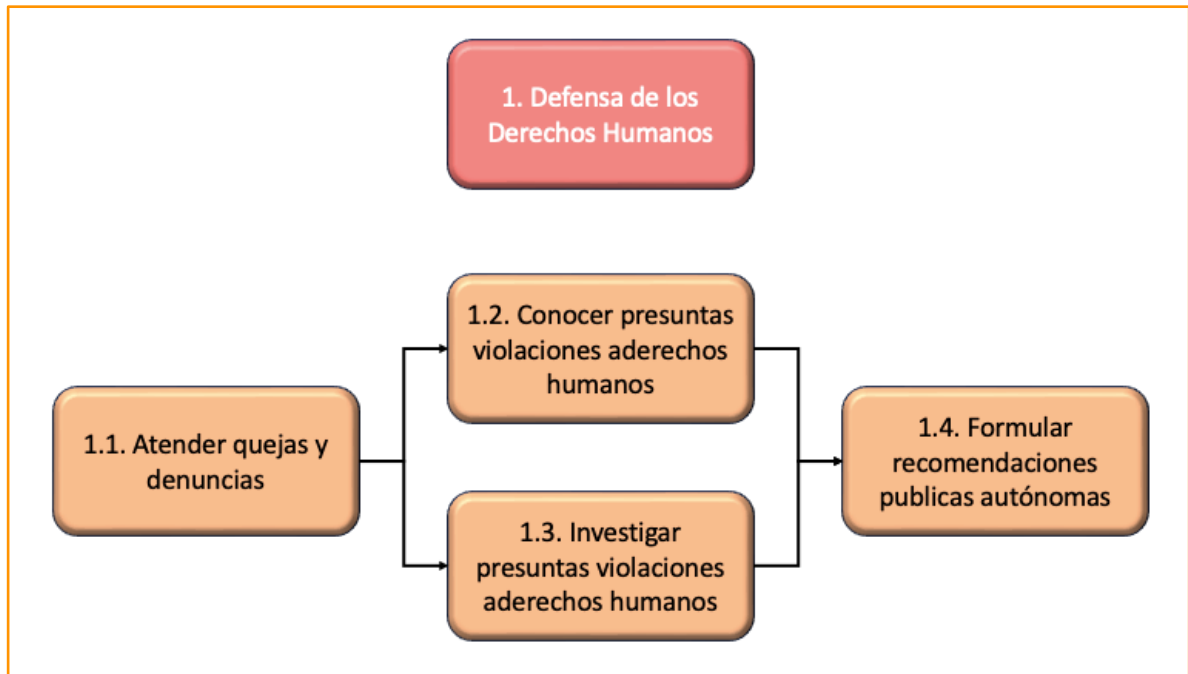 1. Defensa de los
Derechos Humanos
1.1. Atender quejas y
denuncias
1.2. Conocer presuntas
violaciones aderechos
humanos
1.3. Investigar
presuntas violaciones
aderechos humanos
1.4. Formular
recomendaciones
publicas autónomas